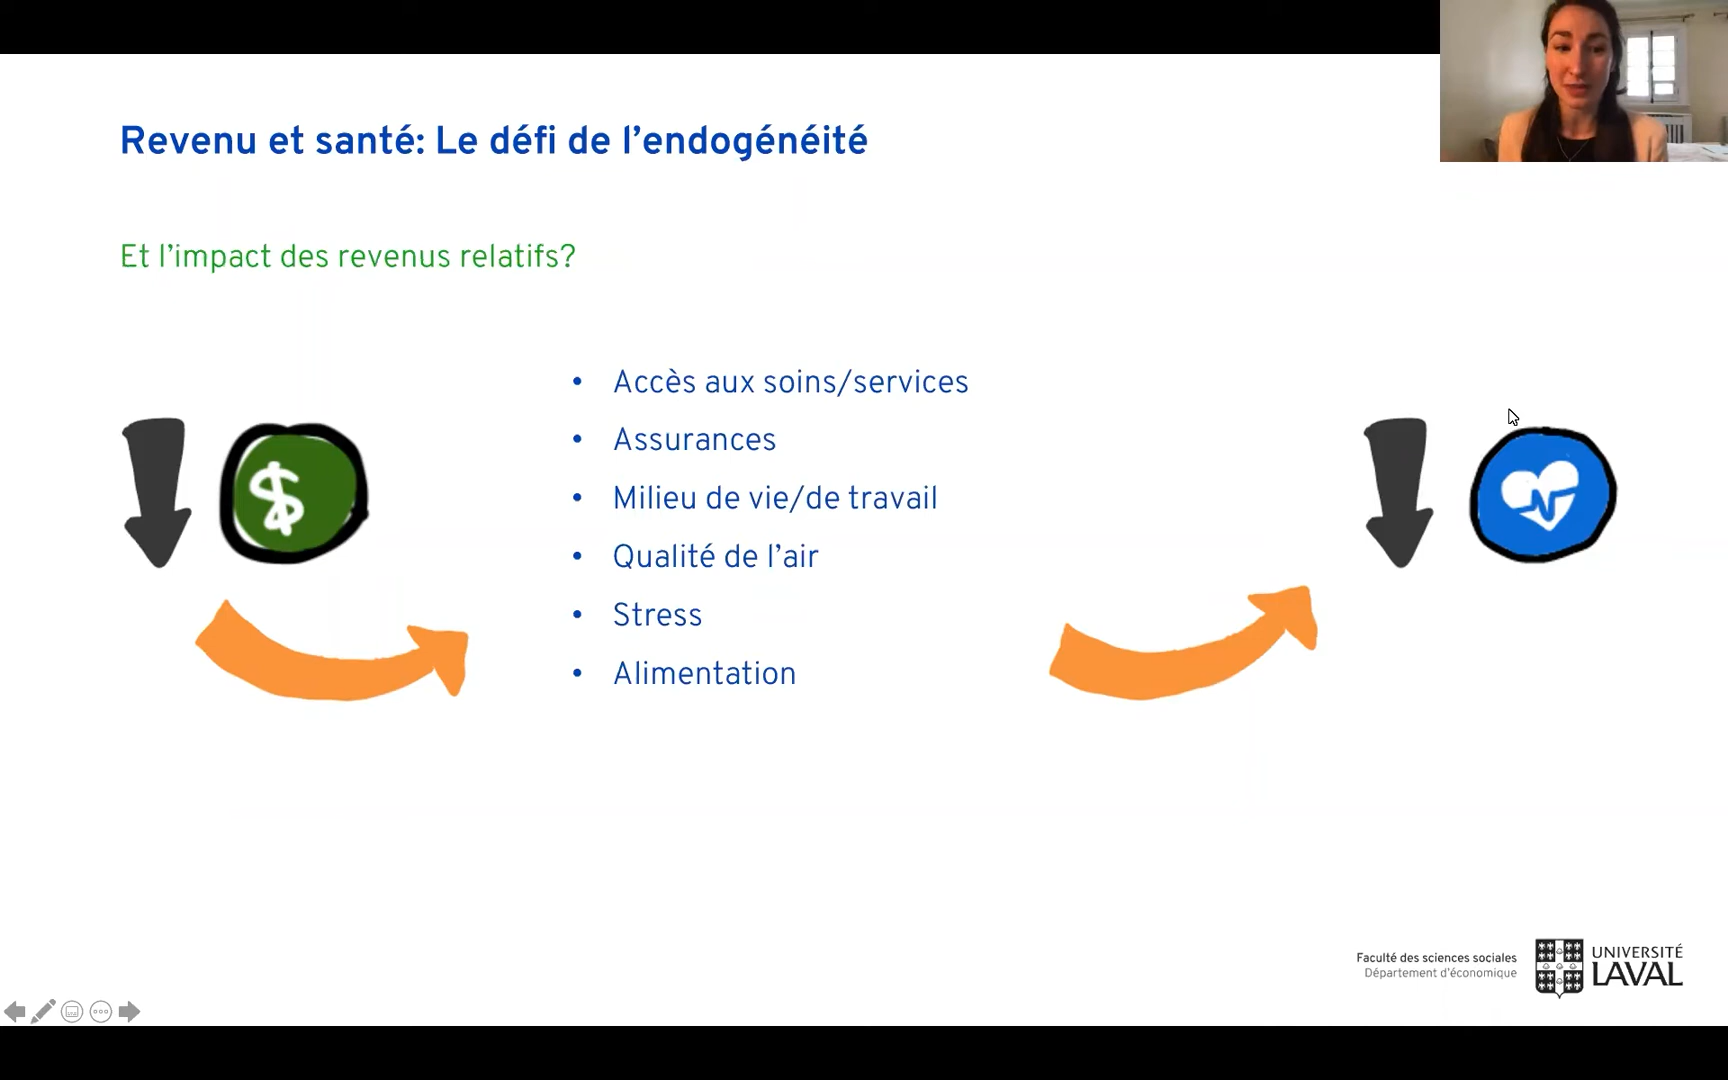 Revenu et santé: Le défi de l'endogénéité
Et l'impact des revenus relatifs?
• Accès aux soins/services
• Assurances
• Milieu de vie/de travail
• Qualité de l'air
• Stress
• Alimentation
$
Faculté des sciences sociales
Département d'économique
UNIVERSITÉ
LAVAL